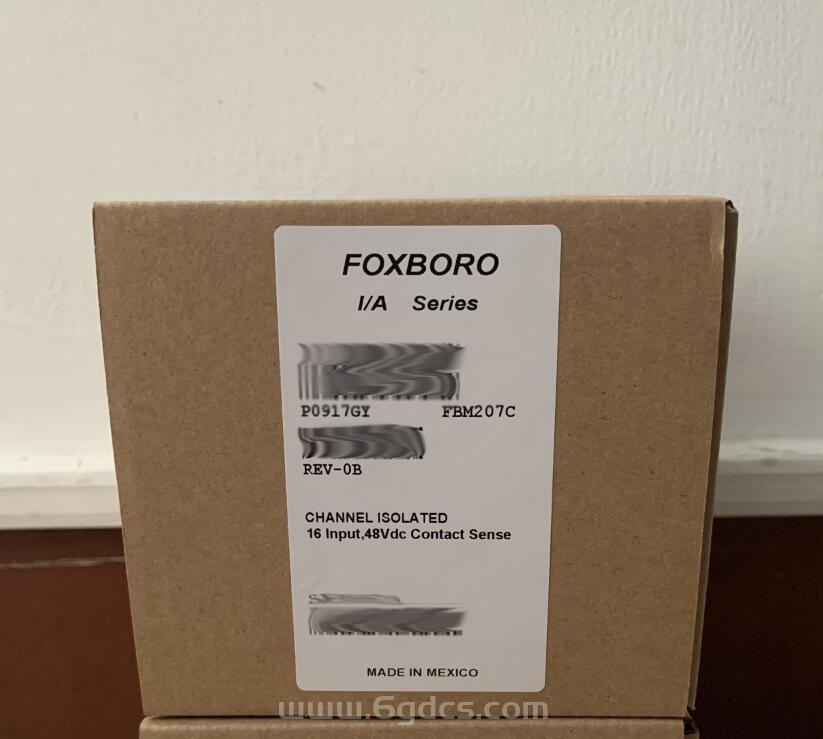 FOXBORO
I/A Series
P0917GY FBM207C
REV-0B
CHANNEL ISOLATED
16 Input,48Vdc Contact Sense
MADE IN MEXICO
www.6gdcs.com